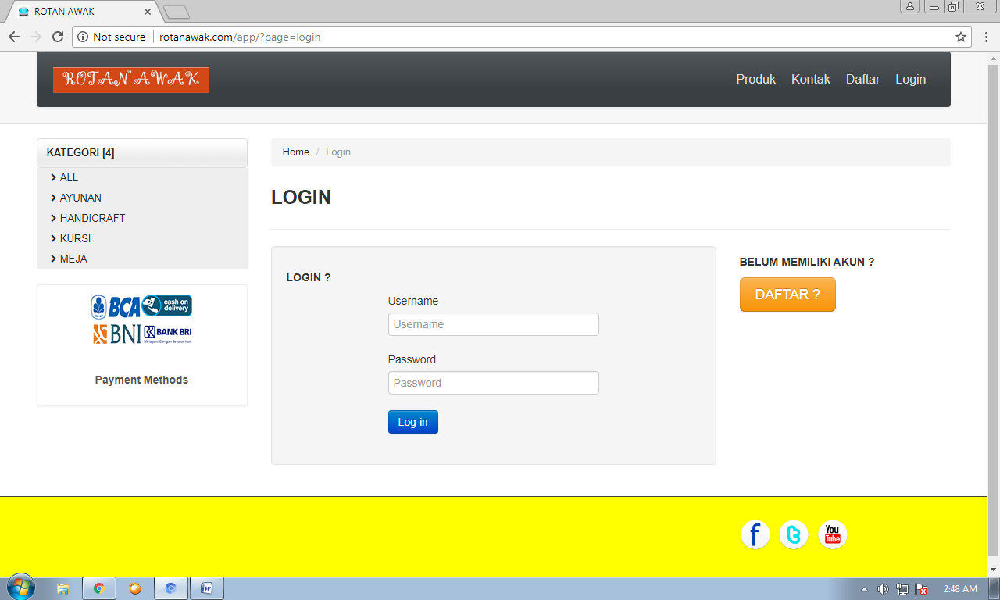 ROTAN AWAK
Not secure rotanawak.com/app/?page=login
ROTAN AWAK
Produk Kontak Daftar Login
KATEGORI [4]
ALL
AYUNAN
HANDICRAFT
KURSI
MEJA
BCA cash on delivery
BNI BANK BRI
Melayani Dengan Setulus Hati
Payment Methods
Home / Login
LOGIN
LOGIN ?
Username
Username
Password
Password
Log in
BELUM MEMILIKI AKUN ?
DAFTAR ?
f t You Tube
2:48 AM